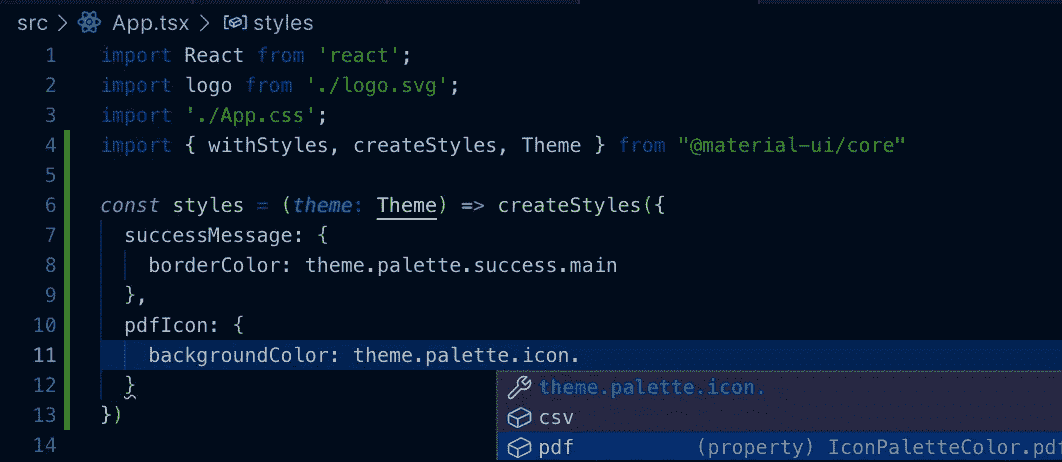 src > App.tsx > styles
1 import React from 'react';
2 import logo from './logo.svg';
3 import './App.css';
4 import { withStyles, createStyles, Theme } from "@material-ui/core"
5
6 const styles = (theme: Theme) => createStyles({
7 successMessage: {
8 borderColor: theme.palette.success.main
9 },
10 pdfIcon: {
11 backgroundColor: theme.palette.icon.
12 }
theme.palette.icon.
13 })
csv
14
pdf (property) IconPaletteColor.pdf